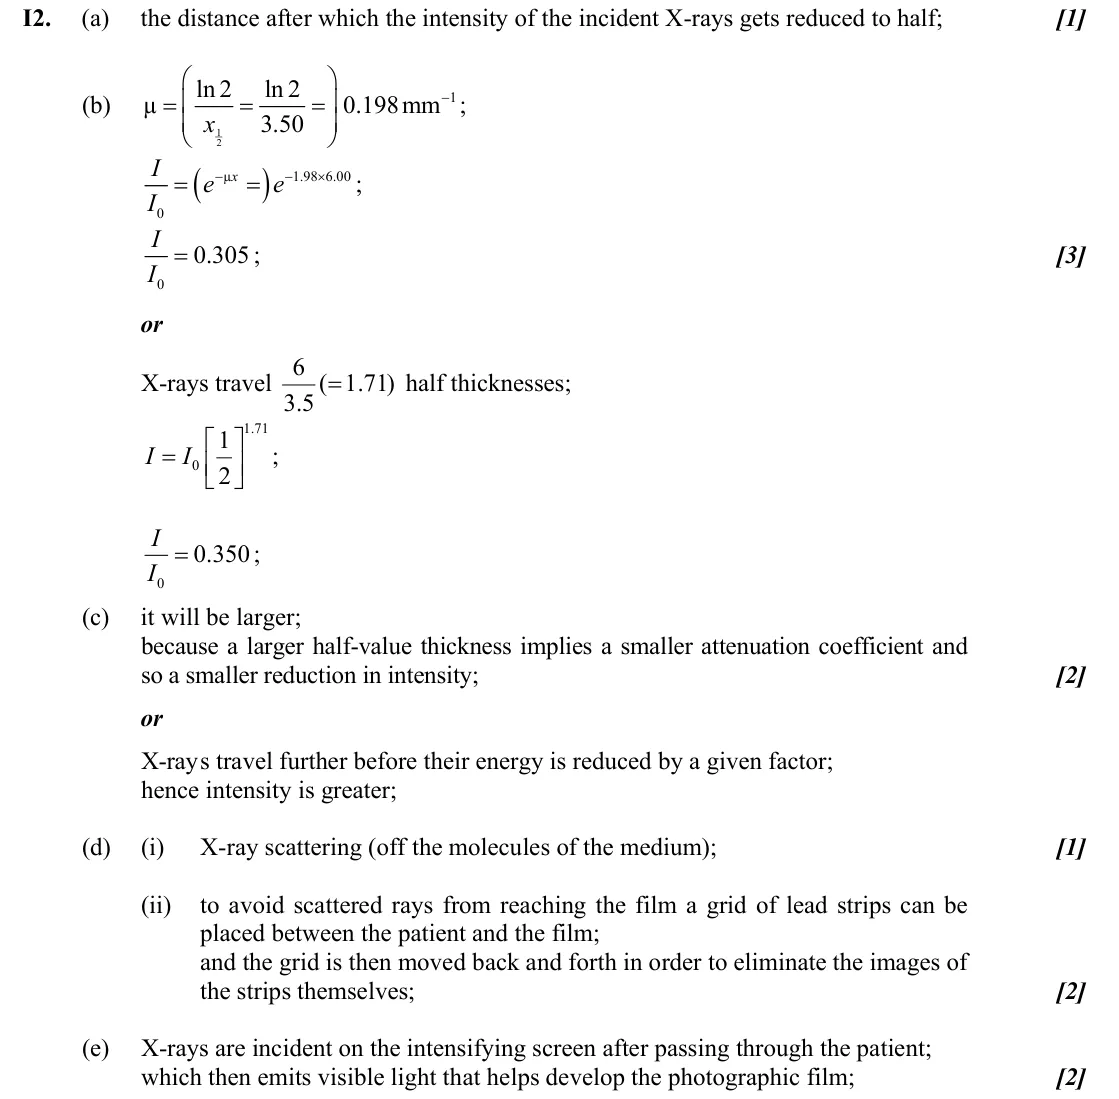 I2. (a) the distance after which the intensity of the incident X-rays gets reduced to half; [1]
(b) μ = ( ln 2 / x_{1/2} = ln 2 / 3.50 = ) 0.198 mm⁻¹ ;
I / I₀ = ( e^{−μx} = ) e^{−1.98×6.00} ;
I / I₀ = 0.305 ; [3]
or
X-rays travel 6 / 3.5 (= 1.71) half thicknesses;
I = I₀ [ 1 / 2 ]^{1.71} ;
I / I₀ = 0.350 ;
(c) it will be larger;
because a larger half-value thickness implies a smaller attenuation coefficient and
so a smaller reduction in intensity; [2]
or
X-rays travel further before their energy is reduced by a given factor;
hence intensity is greater;
(d) (i) X-ray scattering (off the molecules of the medium); [1]
(ii) to avoid scattered rays from reaching the film a grid of lead strips can be
placed between the patient and the film;
and the grid is then moved back and forth in order to eliminate the images of
the strips themselves; [2]
(e) X-rays are incident on the intensifying screen after passing through the patient;
which then emits visible light that helps develop the photographic film; [2]